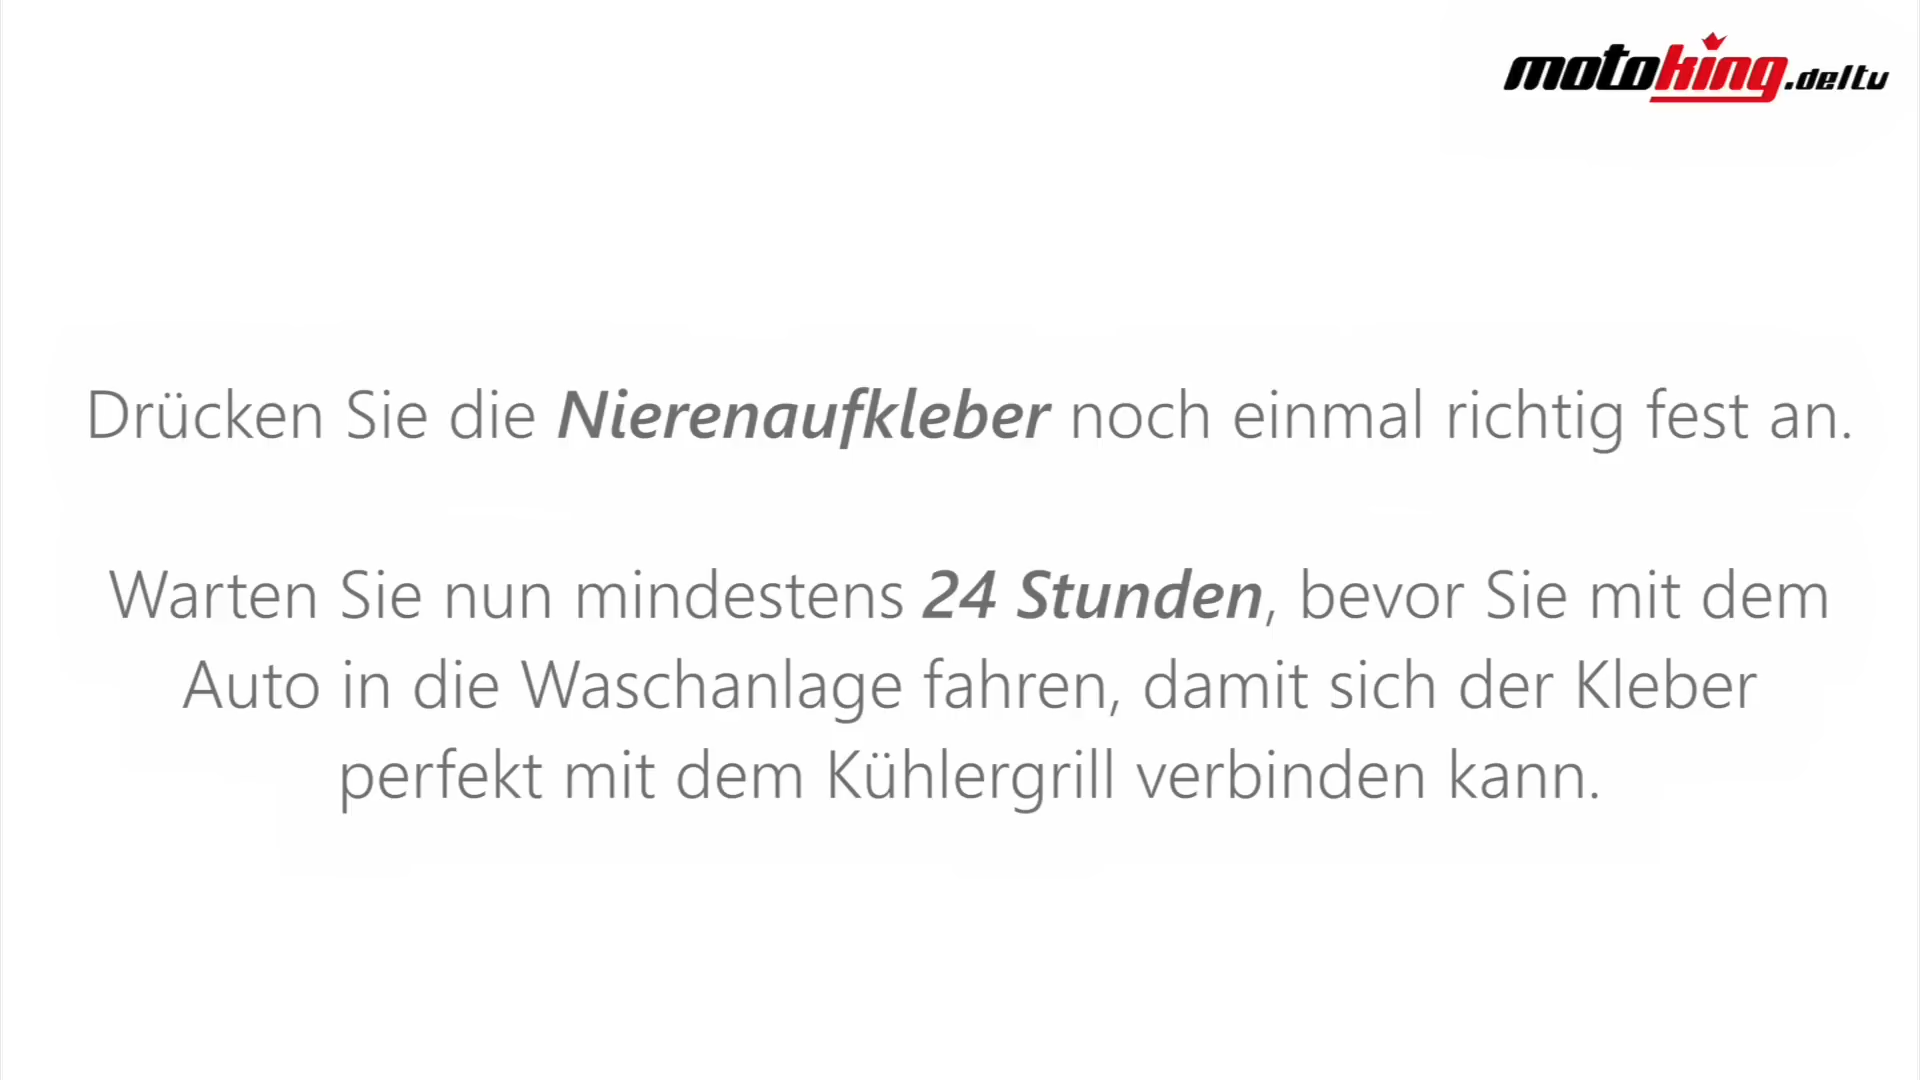 motoking.de/tv
Drücken Sie die Nierenaufkleber noch einmal richtig fest an.
Warten Sie nun mindestens 24 Stunden, bevor Sie mit dem
Auto in die Waschanlage fahren, damit sich der Kleber
perfekt mit dem Kühlergrill verbinden kann.